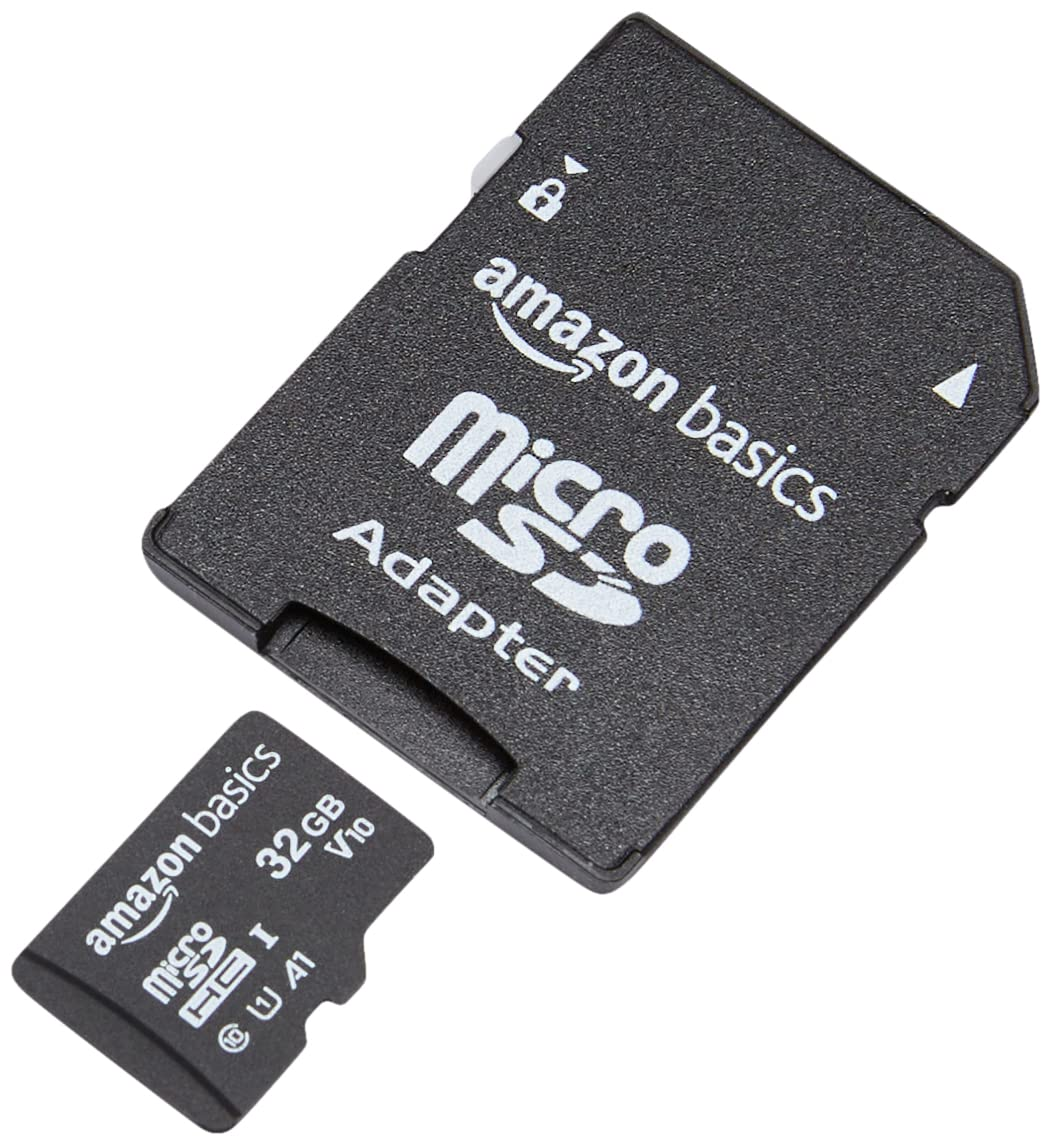 amazon basics
micro
SD
Adapter
amazon basics
32GB
V10
micro
SD
HC I
10 U1 A1